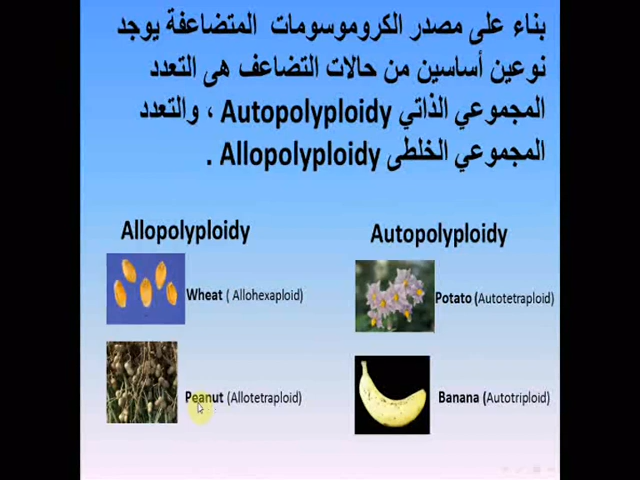 بناء على مصدر الكروموسومات المتضاعفة يوجد
نوعين أساسين من حالات التضاعف هى التعدد
المجموعي الذاتي Autopolyploidy ، والتعدد
المجموعي الخلطى Allopolyploidy .
Allopolyploidy
Autopolyploidy
Wheat ( Allohexaploid)
Potato (Autotetraploid)
Peanut (Allotetraploid)
Banana (Autotriploid)